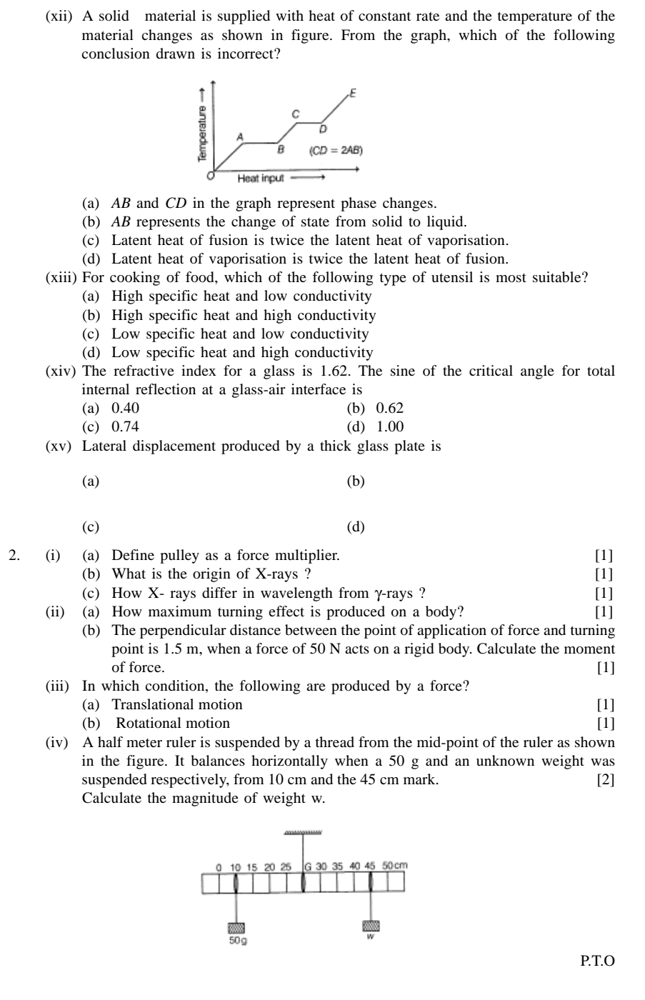 (xii) A solid material is supplied with heat of constant rate and the temperature of the
material changes as shown in figure. From the graph, which of the following
conclusion drawn is incorrect?
Temperature →
E
C
D
A
B
(CD = 2AB)
O
Heat input →
(a) AB and CD in the graph represent phase changes.
(b) AB represents the change of state from solid to liquid.
(c) Latent heat of fusion is twice the latent heat of vaporisation.
(d) Latent heat of vaporisation is twice the latent heat of fusion.
(xiii) For cooking of food, which of the following type of utensil is most suitable?
(a) High specific heat and low conductivity
(b) High specific heat and high conductivity
(c) Low specific heat and low conductivity
(d) Low specific heat and high conductivity
(xiv) The refractive index for a glass is 1.62. The sine of the critical angle for total
internal reflection at a glass-air interface is
(a) 0.40 (b) 0.62
(c) 0.74 (d) 1.00
(xv) Lateral displacement produced by a thick glass plate is
(a) (b)
(c) (d)
2. (i) (a) Define pulley as a force multiplier. [1]
(b) What is the origin of X-rays ? [1]
(c) How X- rays differ in wavelength from γ-rays ? [1]
(ii) (a) How maximum turning effect is produced on a body? [1]
(b) The perpendicular distance between the point of application of force and turning
point is 1.5 m, when a force of 50 N acts on a rigid body. Calculate the moment
of force. [1]
(iii) In which condition, the following are produced by a force?
(a) Translational motion [1]
(b) Rotational motion [1]
(iv) A half meter ruler is suspended by a thread from the mid-point of the ruler as shown
in the figure. It balances horizontally when a 50 g and an unknown weight was
suspended respectively, from 10 cm and the 45 cm mark. [2]
Calculate the magnitude of weight w.
0 10 15 20 25 G 30 35 40 45 50cm
50g
w
P.T.O